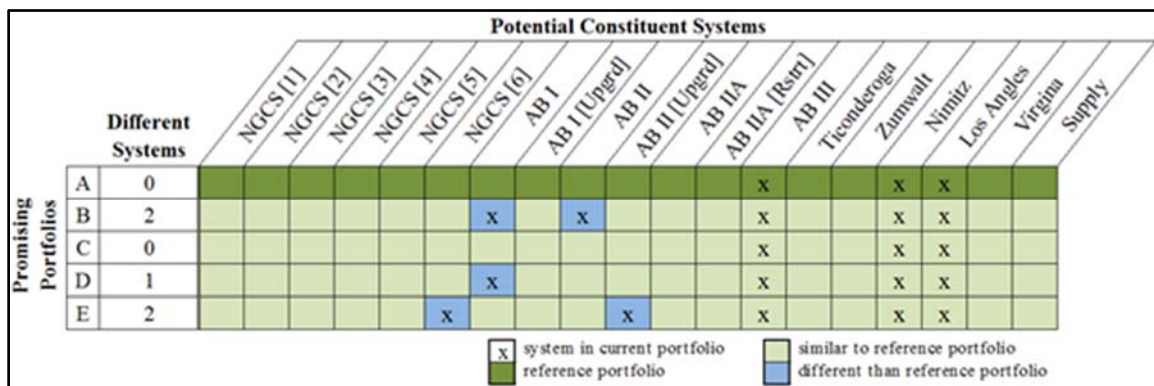 Potential Constituent Systems
NGCS [1]
NGCS [2]
NGCS [3]
NGCS [4]
NGCS [5]
NGCS [6]
AB I
AB I [Upgrd]
AB II
AB II [Upgrd]
AB IIA
AB IIA [Rstrt]
AB III
Ticonderoga
Zumwalt
Nimitz
Los Angles
Virgina
Supply
Different
Systems
Promising
Portfolios
A 0 x x x
B 2 x x x x x
C 0 x x x
D 1 x x x x
E 2 x x x x x
x system in current portfolio
reference portfolio
similar to reference portfolio
different than reference portfolio